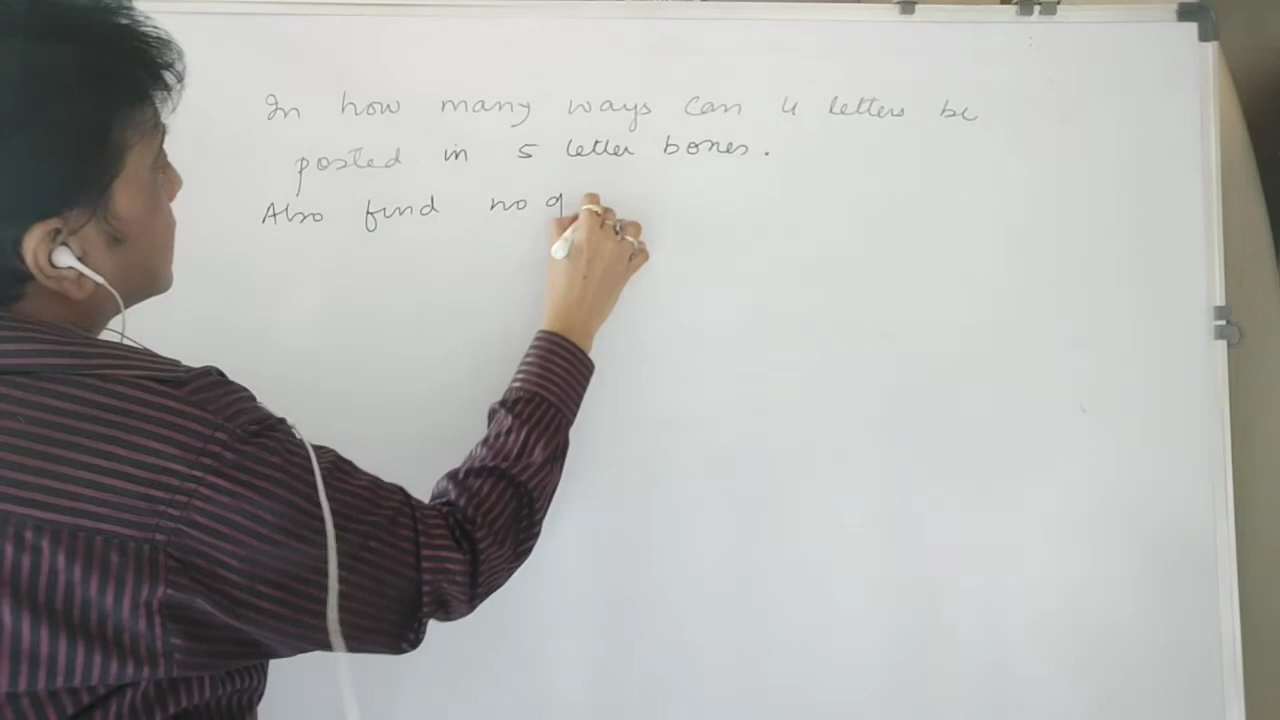 In how many ways can 4 letters be
posted in 5 letter boxes.
Also find no of